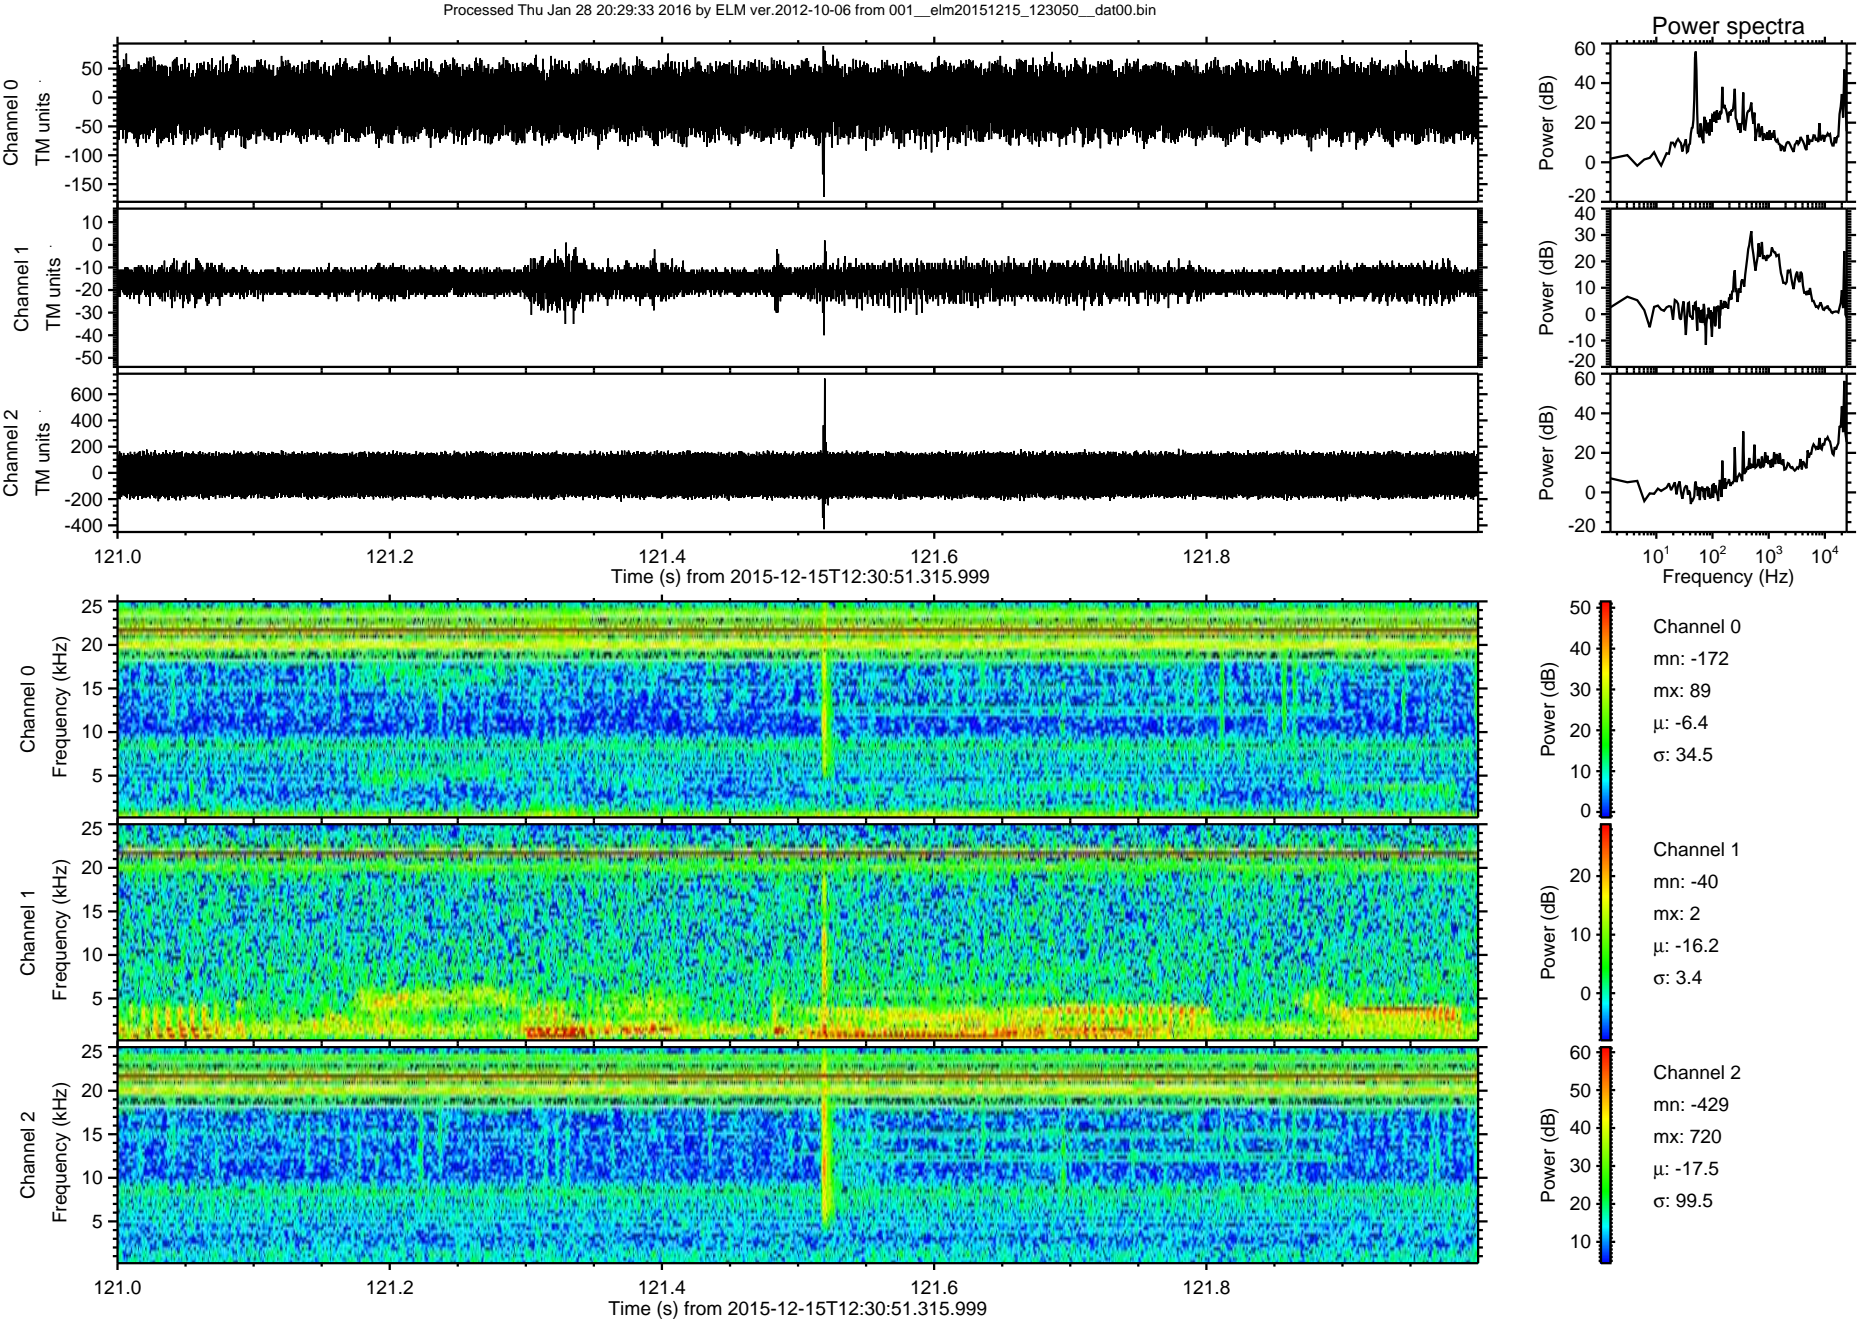 Processed Thu Jan 28 20:29:33 2016 by ELM ver.2012-10-06 from 001__elm20151215_123050__dat00.bin
Power spectra
Channel 0
TM units
50
0
-50
-100
-150
Power (dB)
60
40
20
0
-20
Channel 1
TM units
10
0
-10
-20
-30
-40
-50
Power (dB)
40
30
20
10
0
-10
-20
Channel 2
TM units
600
400
200
0
-200
-400
Power (dB)
60
40
20
0
-20
121.0 121.2 121.4 121.6 121.8
Time (s) from 2015-12-15T12:30:51.315.999
10¹ 10² 10³ 10⁴
Frequency (Hz)
Channel 0
Frequency (kHz)
25
20
15
10
5
Power (dB)
50
40
30
20
10
0
Channel 0
mn: -172
mx: 89
μ: -6.4
σ: 34.5
Channel 1
Frequency (kHz)
25
20
15
10
5
Power (dB)
20
10
0
Channel 1
mn: -40
mx: 2
μ: -16.2
σ: 3.4
Channel 2
Frequency (kHz)
25
20
15
10
5
Power (dB)
60
50
40
30
20
10
Channel 2
mn: -429
mx: 720
μ: -17.5
σ: 99.5
121.0 121.2 121.4 121.6 121.8
Time (s) from 2015-12-15T12:30:51.315.999